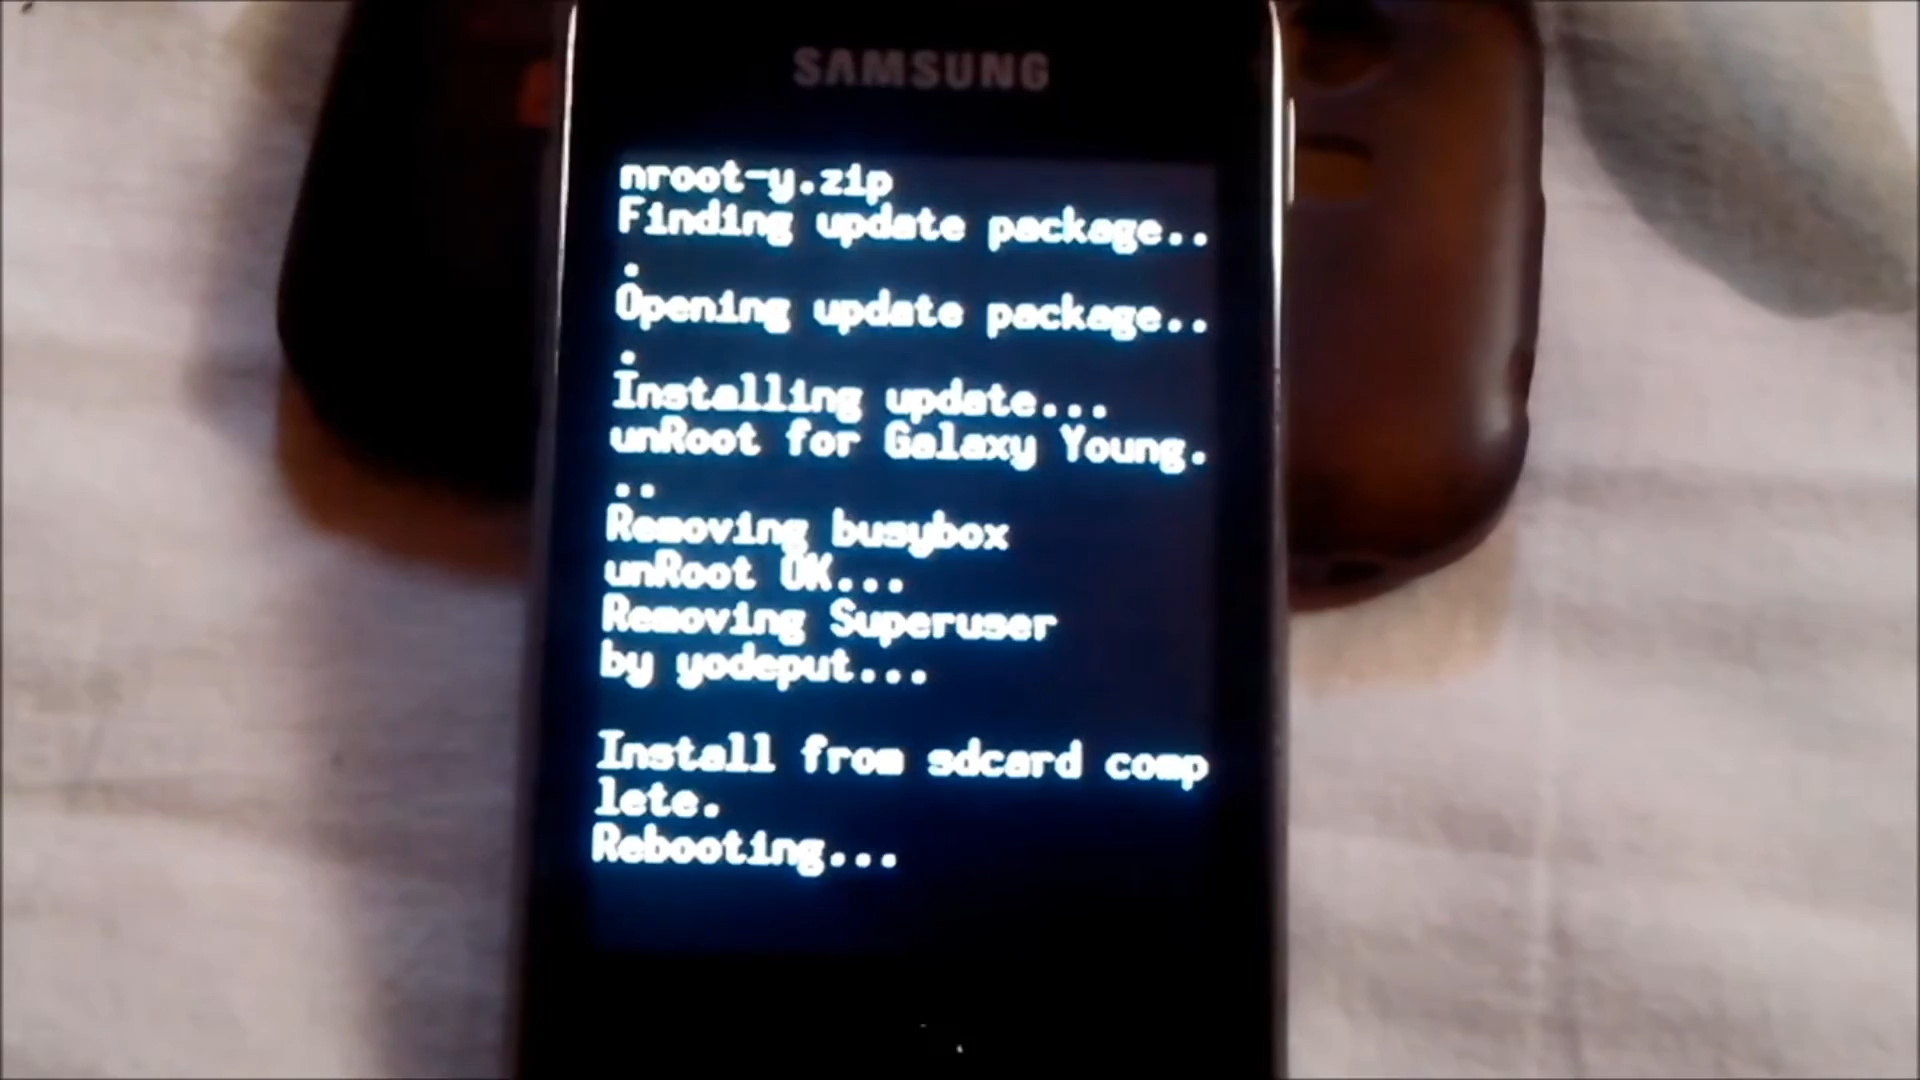 SAMSUNG
nroot-y.zip
Finding update package..
.
Opening update package..
.
Installing update...
unRoot for Galaxy Young.
..
Removing busybox
unRoot OK...
Removing Superuser
by yodeput...
Install from sdcard comp
lete.
Rebooting...